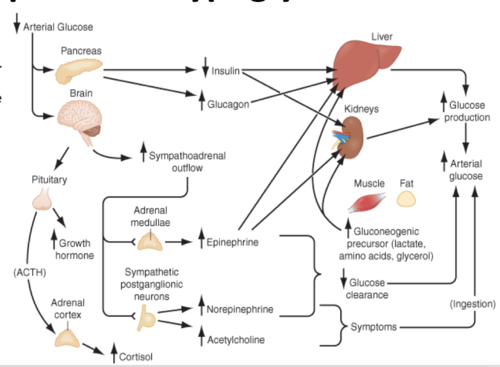 Arterial Glucose
Pancreas
Brain
Insulin
Glucagon
Liver
Kidneys
Glucose
production
Arterial
glucose
Sympathoadrenal
outflow
Pituitary
Growth
hormone
(ACTH)
Adrenal
cortex
Cortisol
Adrenal
medullae
Epinephrine
Sympathetic
postganglionic
neurons
Norepinephrine
Acetylcholine
Muscle
Fat
Gluconeogenic
precursor (lactate,
amino acids, glycerol)
Glucose
clearance
Symptoms
(Ingestion)